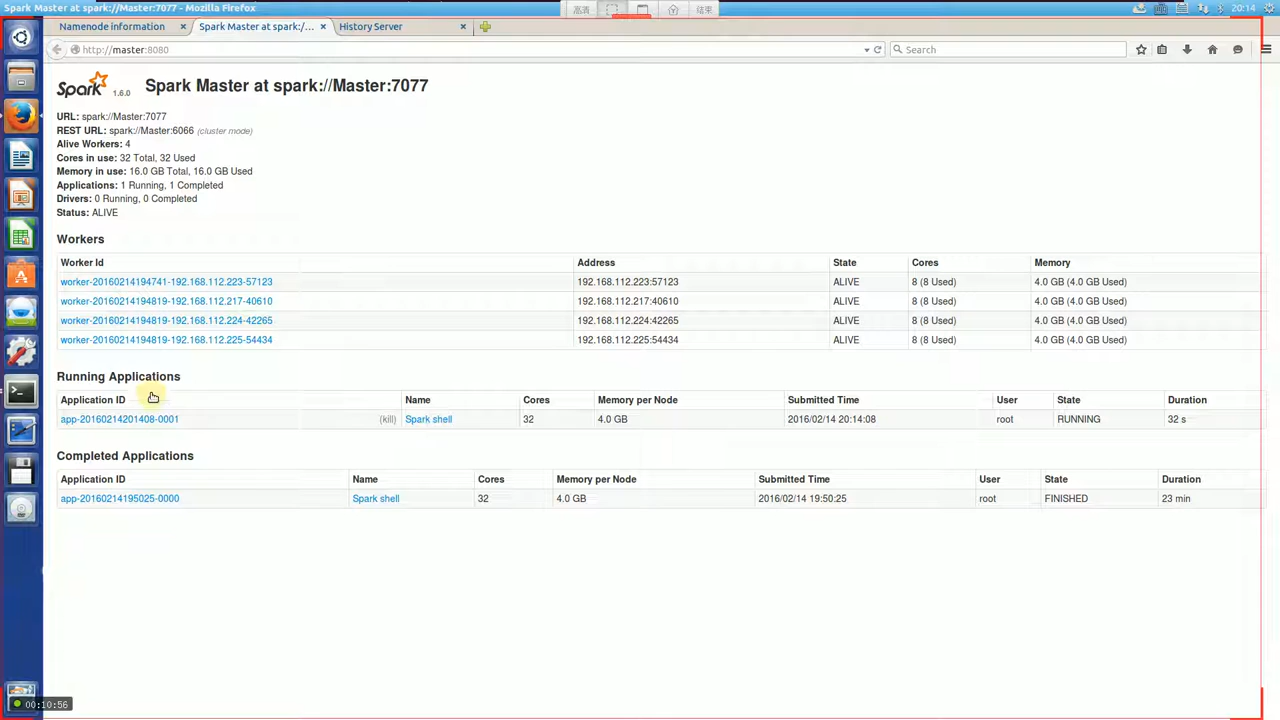 Spark Master at spark://Master:7077 - Mozilla Firefox
高清
结束
20:14
Namenode information
Spark Master at spark:/...
History Server
http://master:8080
Search
Spark 1.6.0
Spark Master at spark://Master:7077
URL: spark://Master:7077
REST URL: spark://Master:6066 (cluster mode)
Alive Workers: 4
Cores in use: 32 Total, 32 Used
Memory in use: 16.0 GB Total, 16.0 GB Used
Applications: 1 Running, 1 Completed
Drivers: 0 Running, 0 Completed
Status: ALIVE
Workers
Worker Id Address State Cores Memory
worker-20160214194741-192.168.112.223-57123 192.168.112.223:57123 ALIVE 8 (8 Used) 4.0 GB (4.0 GB Used)
worker-20160214194819-192.168.112.217-40610 192.168.112.217:40610 ALIVE 8 (8 Used) 4.0 GB (4.0 GB Used)
worker-20160214194819-192.168.112.224-42265 192.168.112.224:42265 ALIVE 8 (8 Used) 4.0 GB (4.0 GB Used)
worker-20160214194819-192.168.112.225-54434 192.168.112.225:54434 ALIVE 8 (8 Used) 4.0 GB (4.0 GB Used)
Running Applications
Application ID Name Cores Memory per Node Submitted Time User State Duration
app-20160214201408-0001 (kill) Spark shell 32 4.0 GB 2016/02/14 20:14:08 root RUNNING 32 s
Completed Applications
Application ID Name Cores Memory per Node Submitted Time User State Duration
app-20160214195025-0000 Spark shell 32 4.0 GB 2016/02/14 19:50:25 root FINISHED 23 min
00:10:56